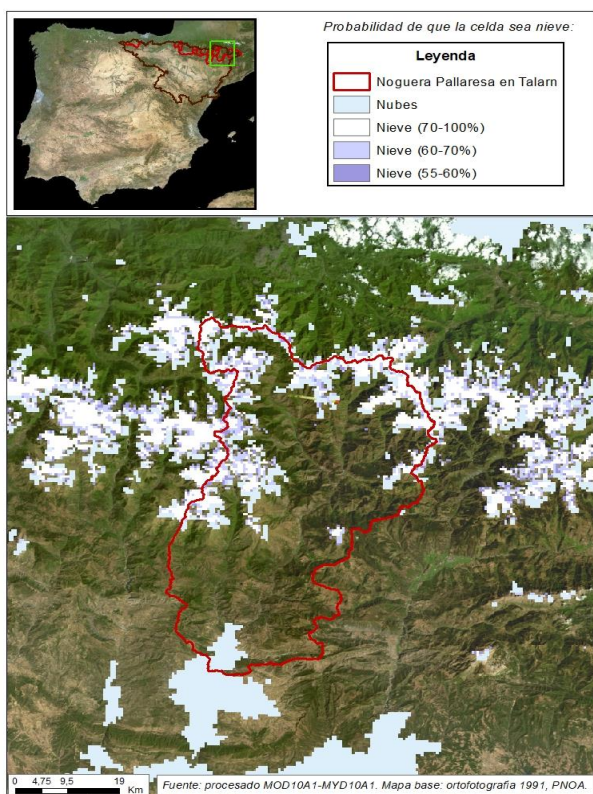 Probabilidad de que la celda sea nieve:
Leyenda
Noguera Pallaresa en Talarn
Nubes
Nieve (70-100%)
Nieve (60-70%)
Nieve (55-60%)
0 4,75 9,5 19
Km
Fuente: procesado MOD10A1-MYD10A1. Mapa base: ortofotografia 1991, PNOA.